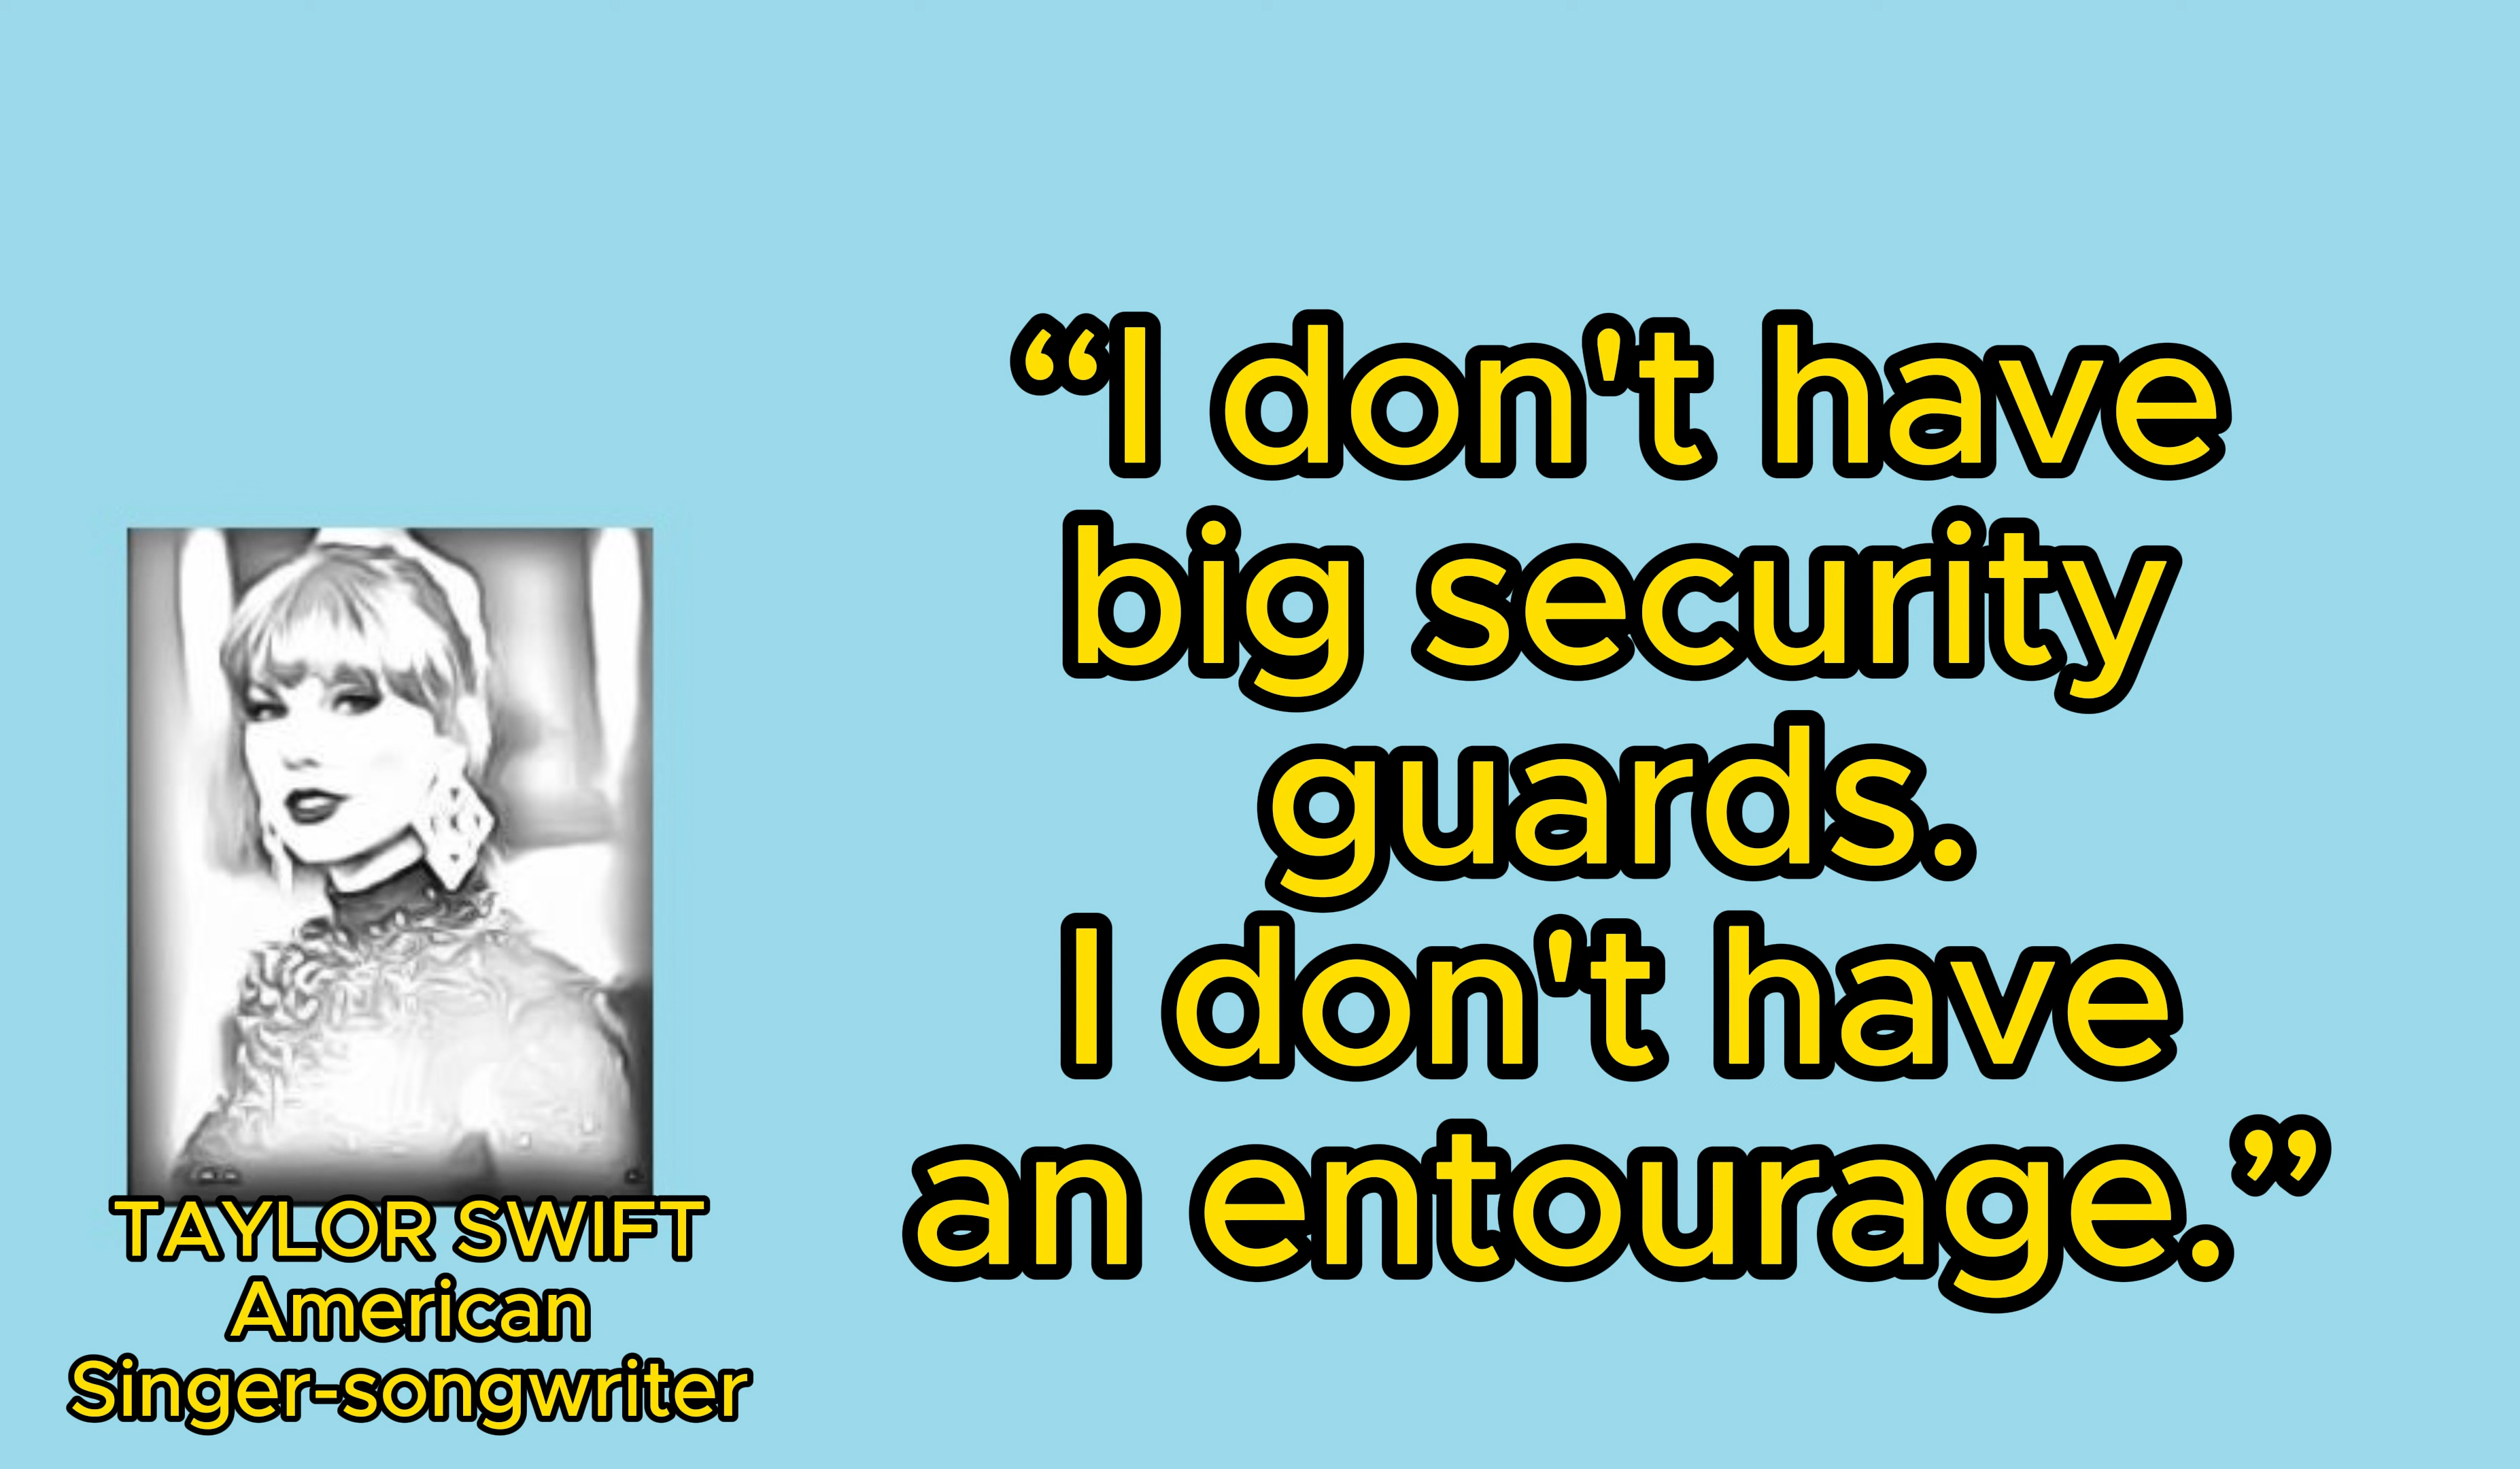 “I don't have
big security
guards.
I don't have
an entourage.”
TAYLOR SWIFT
American
Singer-songwriter